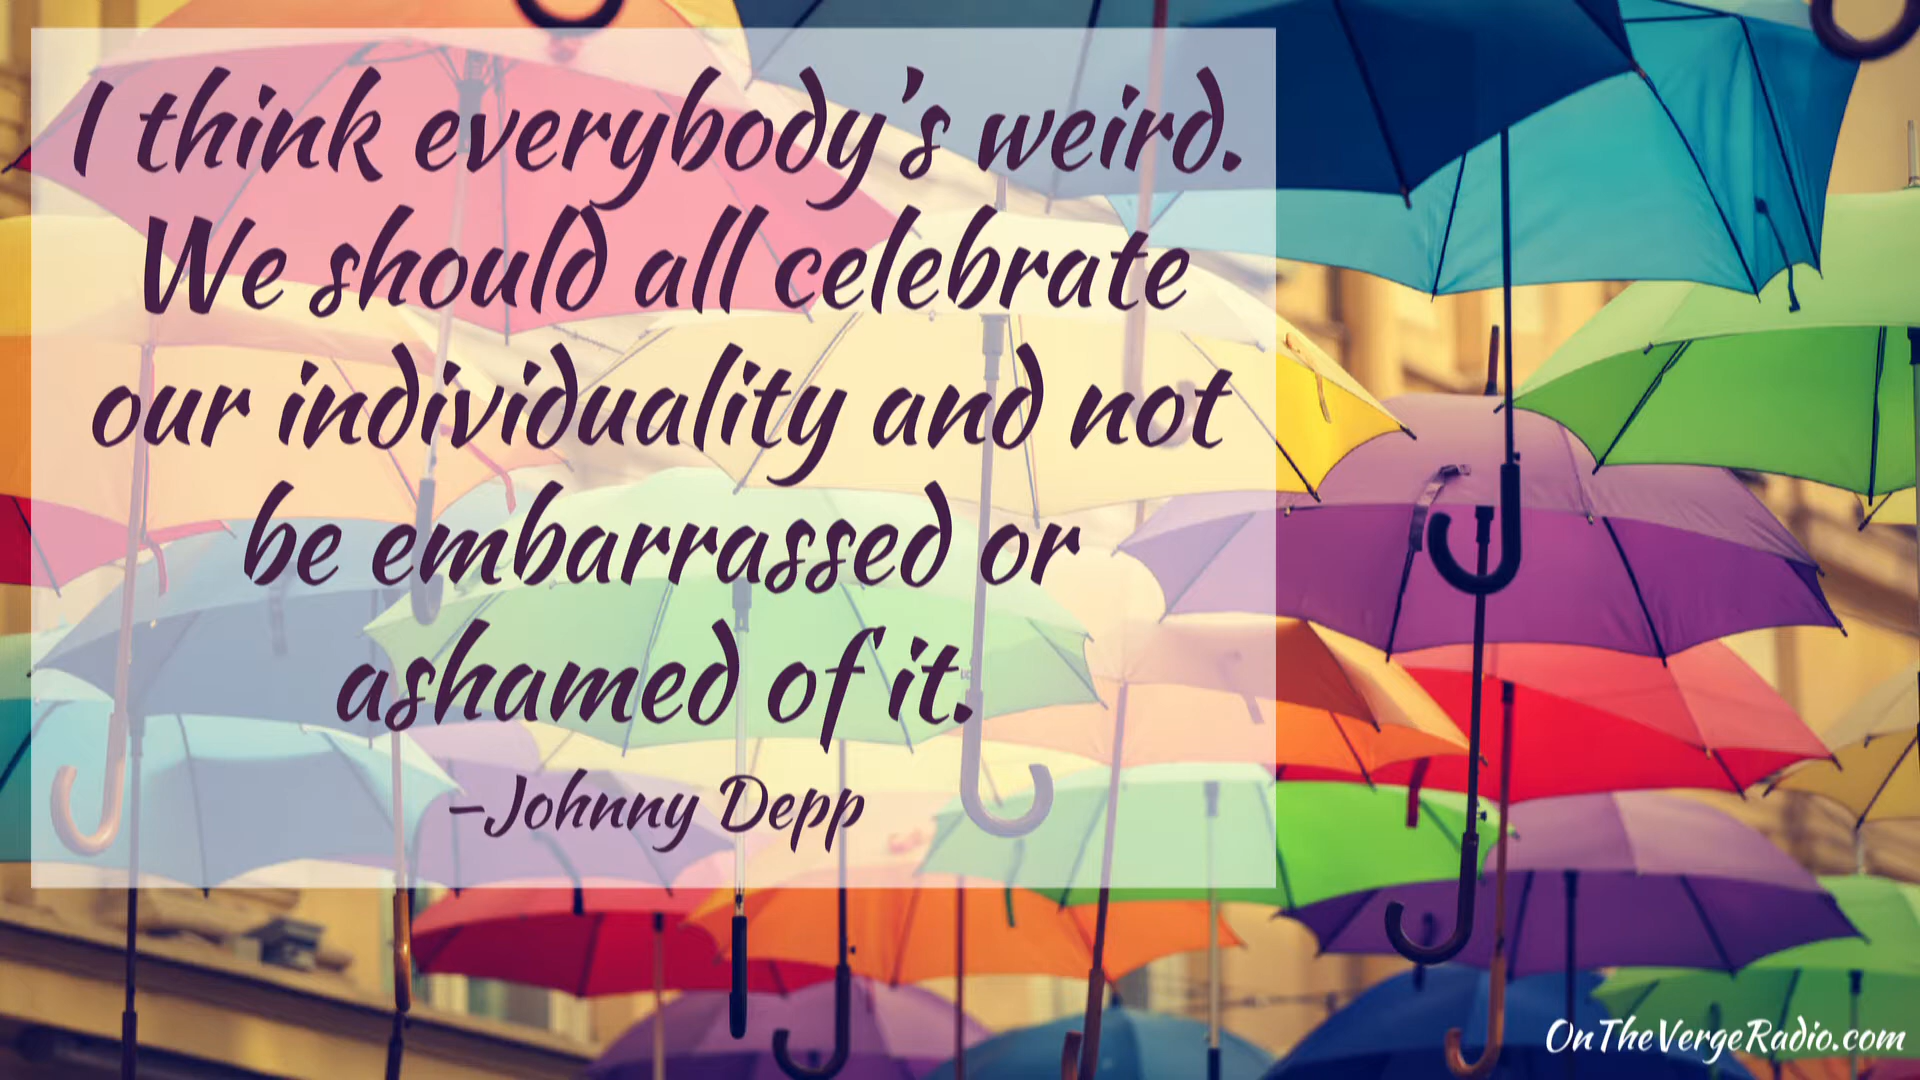 I think everybody's weird.
We should all celebrate
our individuality and not
be embarrassed or
ashamed of it.
–Johnny Depp
OnTheVergeRadio.com